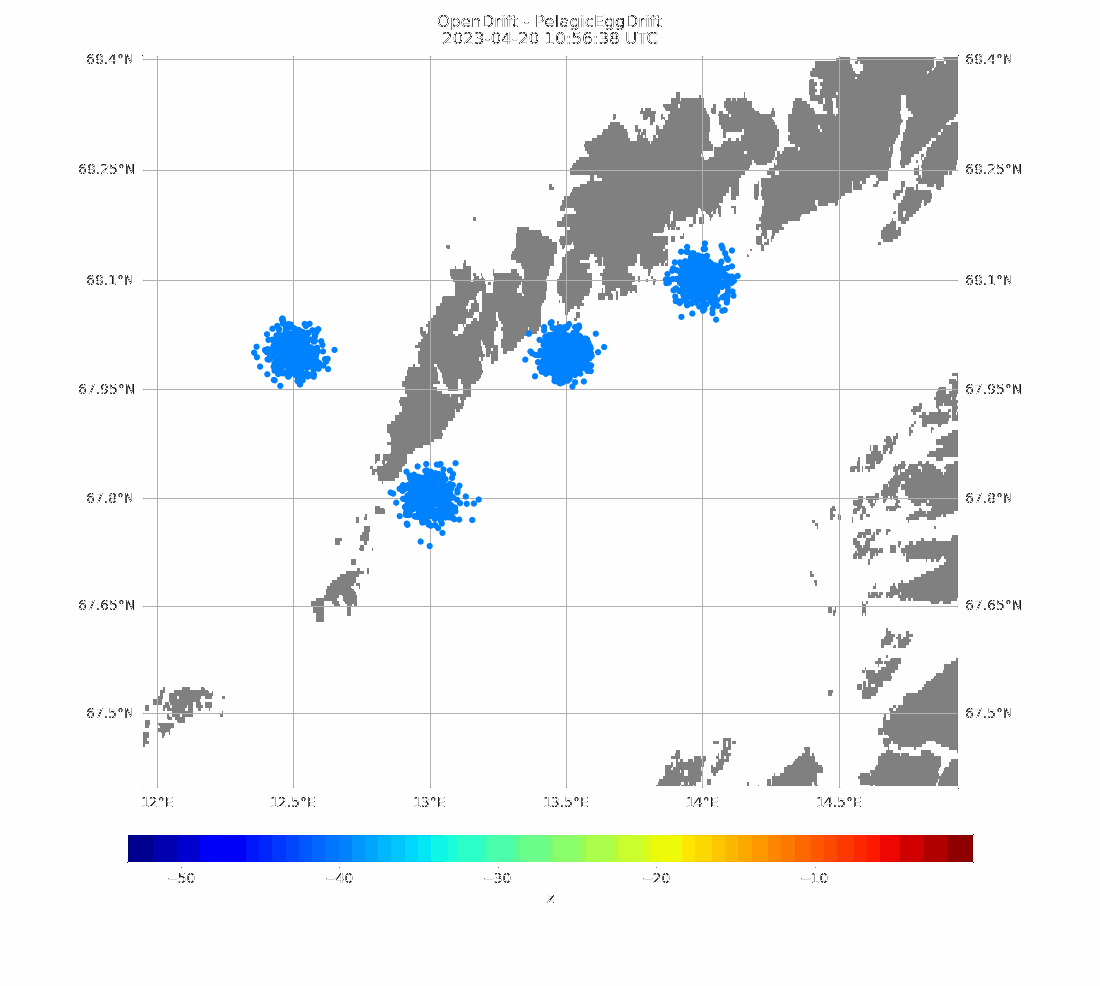 OpenDrift - PelagicEggDrift
2023-04-20 10:56:38 UTC
68.4°N 68.4°N
68.25°N 68.25°N
68.1°N 68.1°N
67.95°N 67.95°N
67.8°N 67.8°N
67.65°N 67.65°N
67.5°N 67.5°N
12°E 12.5°E 13°E 13.5°E 14°E 14.5°E
−50 −40 −30 −20 −10
z